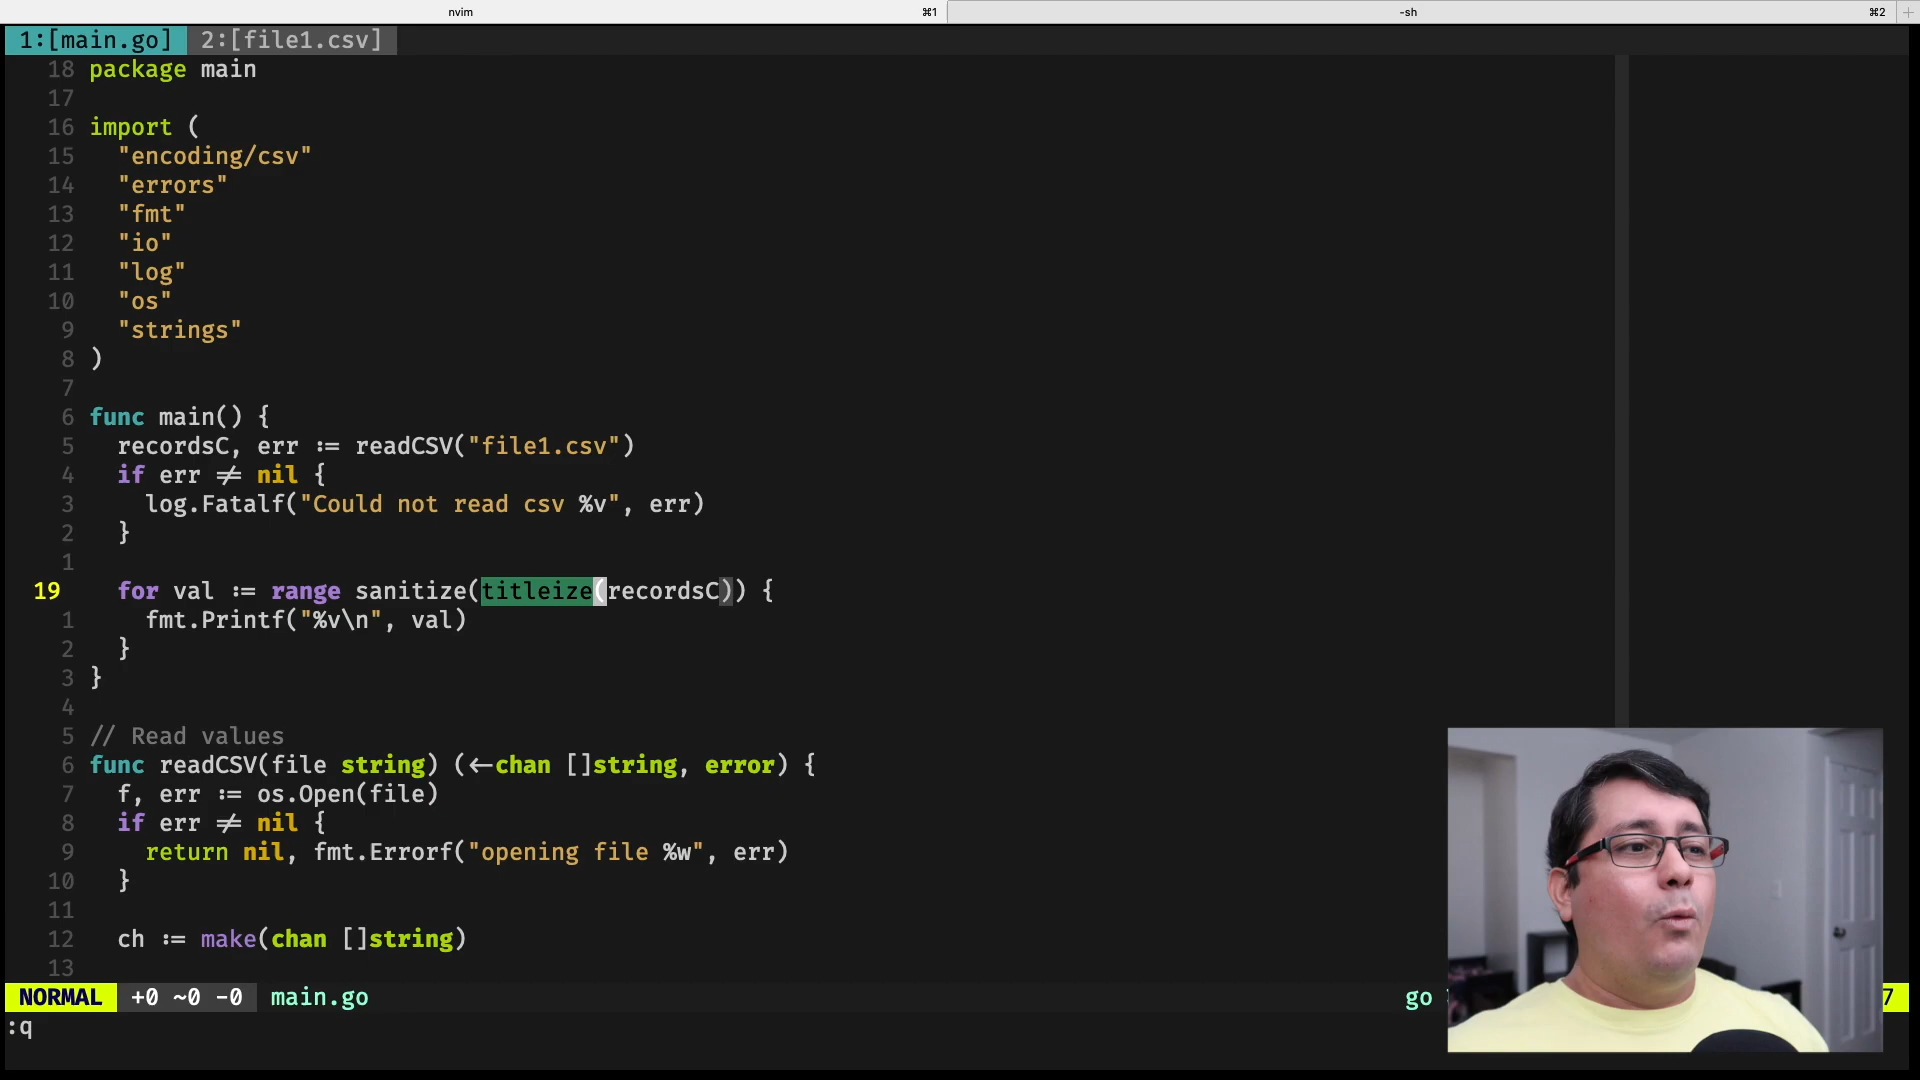 nvim ⌘1 -sh ⌘2 +
1:[main.go] 2:[file1.csv]
18 package main
17
16 import (
15 "encoding/csv"
14 "errors"
13 "fmt"
12 "io"
11 "log"
10 "os"
9 "strings"
8 )
7
6 func main() {
5 recordsC, err := readCSV("file1.csv")
4 if err ≠ nil {
3 log.Fatalf("Could not read csv %v", err)
2 }
1
19 for val := range sanitize(titleize(recordsC)) {
1 fmt.Printf("%v\n", val)
2 }
3 }
4
5 // Read values
6 func readCSV(file string) (←chan []string, error) {
7 f, err := os.Open(file)
8 if err ≠ nil {
9 return nil, fmt.Errorf("opening file %w", err)
10 }
11
12 ch := make(chan []string)
13
NORMAL +0 ~0 -0 main.go go 7
:q